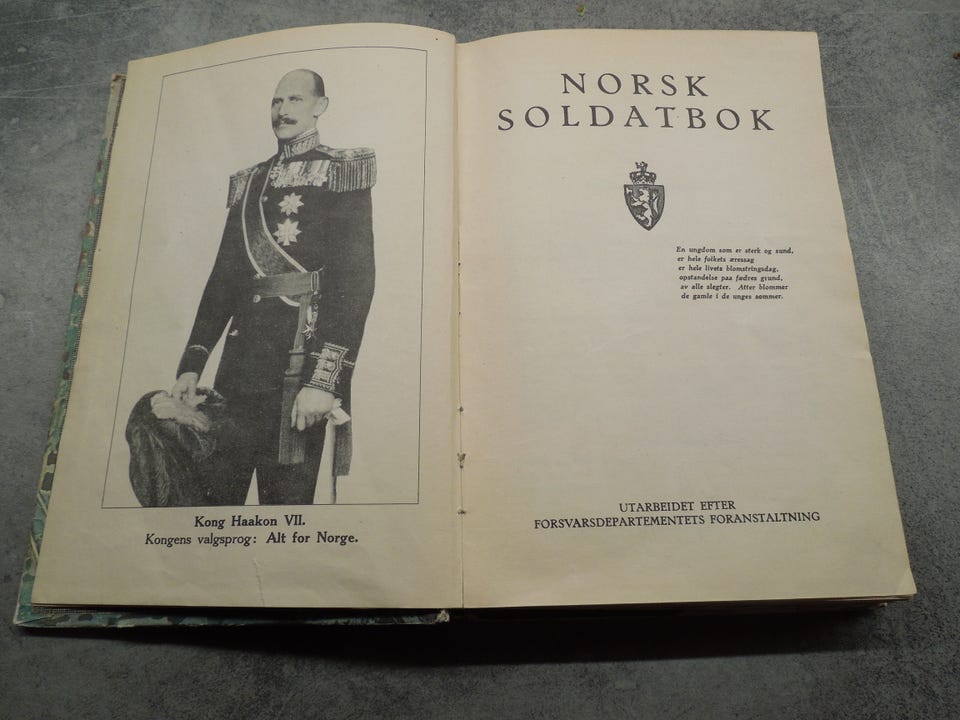 Kong Haakon VII.
Kongens valgsprog: Alt for Norge.
NORSK
SOLDATBOK
En ungdom som er sterk og sund,
er hele folkets æressag
er hele livets blomstringsdag,
opstandelse paa fædres grund,
av alle slegter. Atter blommer
de gamle i de unges sommer.
UTARBEIDET EFTER
FORSVARSDEPARTEMENTETS FORANSTALTNING